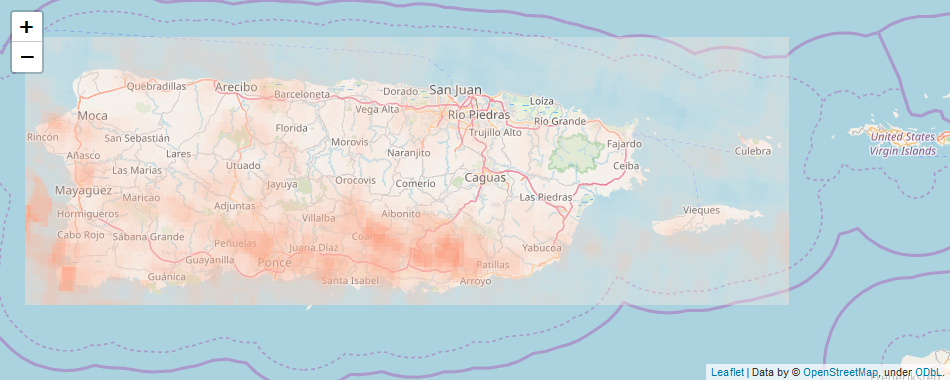 +
−
Quebradillas
Arecibo
Barceloneta
Dorado
San Juan
Loíza
Moca
Vega Alta
Río Piedras
Río Grande
Rincón
San Sebastián
Florida
Morovis
Trujillo Alto
Fajardo
Culebra
United States
Virgin Islands
Añasco
Lares
Utuado
Naranjito
Ceiba
Las Marías
Mayagüez
Maricao
Jayuya
Orocovis
Comerio
Caguas
Las Piedras
Hormigueros
Adjuntas
Villalba
Aibonito
Vieques
Cabo Rojo
Sábana Grande
Peñuelas
Juana Díaz
Coamo
Yabucoa
Guayanilla
Ponce
Patillas
Guánica
Santa Isabel
Arroyo
Leaflet | Data by © OpenStreetMap, under ODbL.